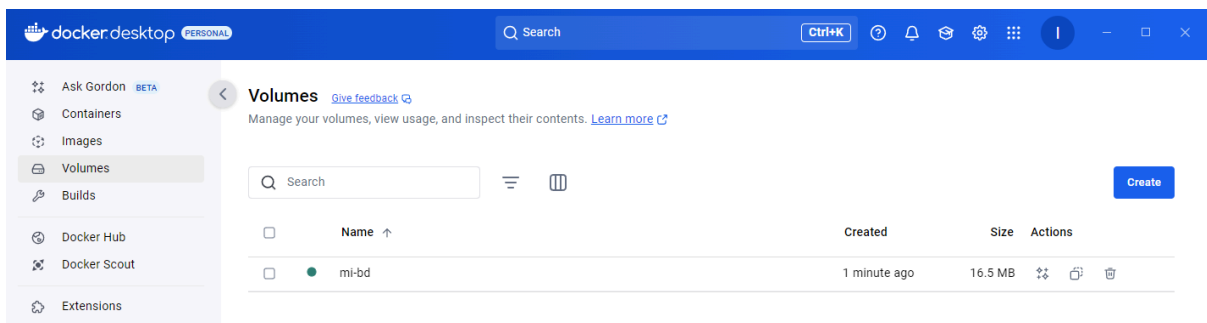 docker.desktop PERSONAL Search Ctrl+K I
Ask Gordon BETA
Containers
Images
Volumes
Builds
Docker Hub
Docker Scout
Extensions
Volumes Give feedback
Manage your volumes, view usage, and inspect their contents. Learn more
Search
Create
Name Created Size Actions
mi-bd 1 minute ago 16.5 MB